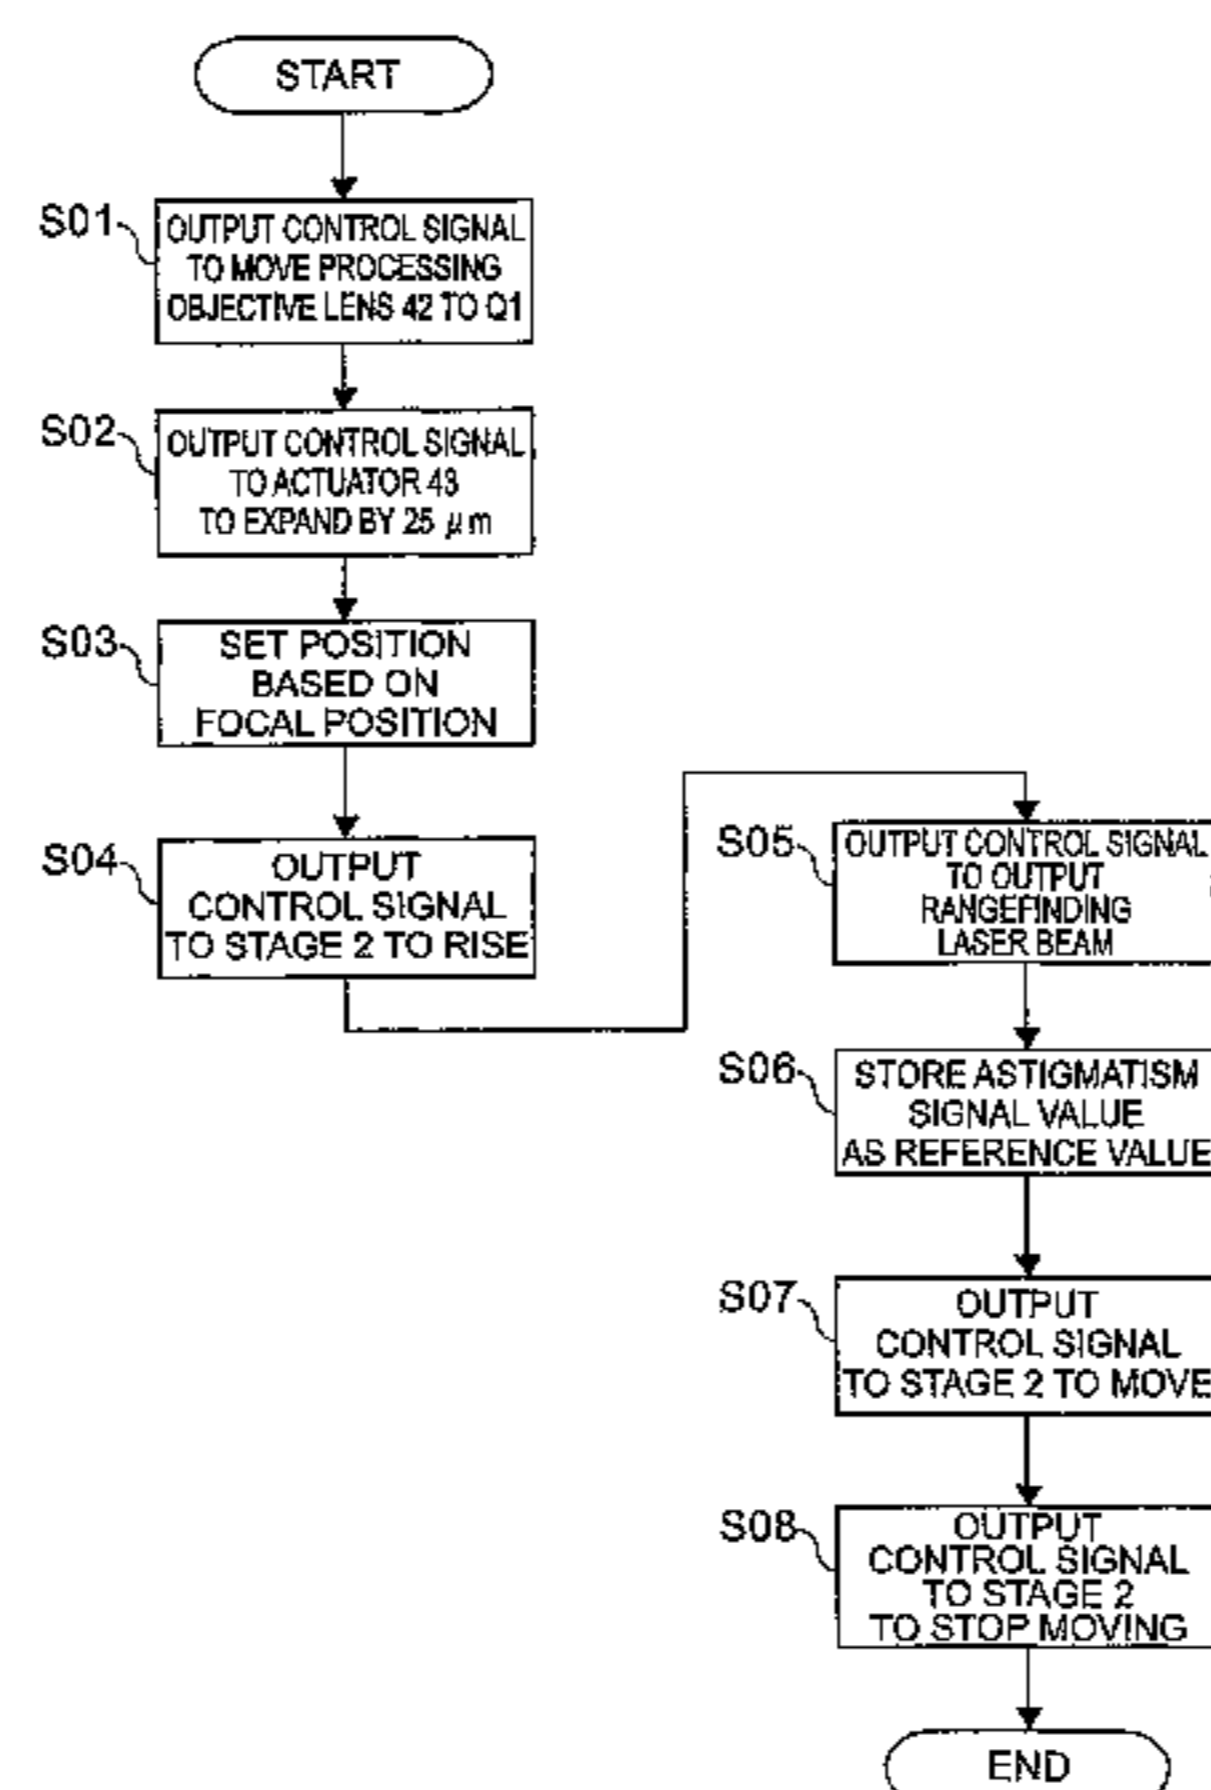 START
S01
OUTPUT CONTROL SIGNAL
TO MOVE PROCESSING
OBJECTIVE LENS 42 TO Q1
S02
OUTPUT CONTROL SIGNAL
TO ACTUATOR 43
TO EXPAND BY 25 μm
S03
SET POSITION
BASED ON
FOCAL POSITION
S04
OUTPUT
CONTROL SIGNAL
TO STAGE 2 TO RISE
S05
OUTPUT CONTROL SIGNAL
TO OUTPUT
RANGEFINDING
LASER BEAM
S06
STORE ASTIGMATISM
SIGNAL VALUE
AS REFERENCE VALUE
S07
OUTPUT
CONTROL SIGNAL
TO STAGE 2 TO MOVE
S08
OUTPUT
CONTROL SIGNAL
TO STAGE 2
TO STOP MOVING
END